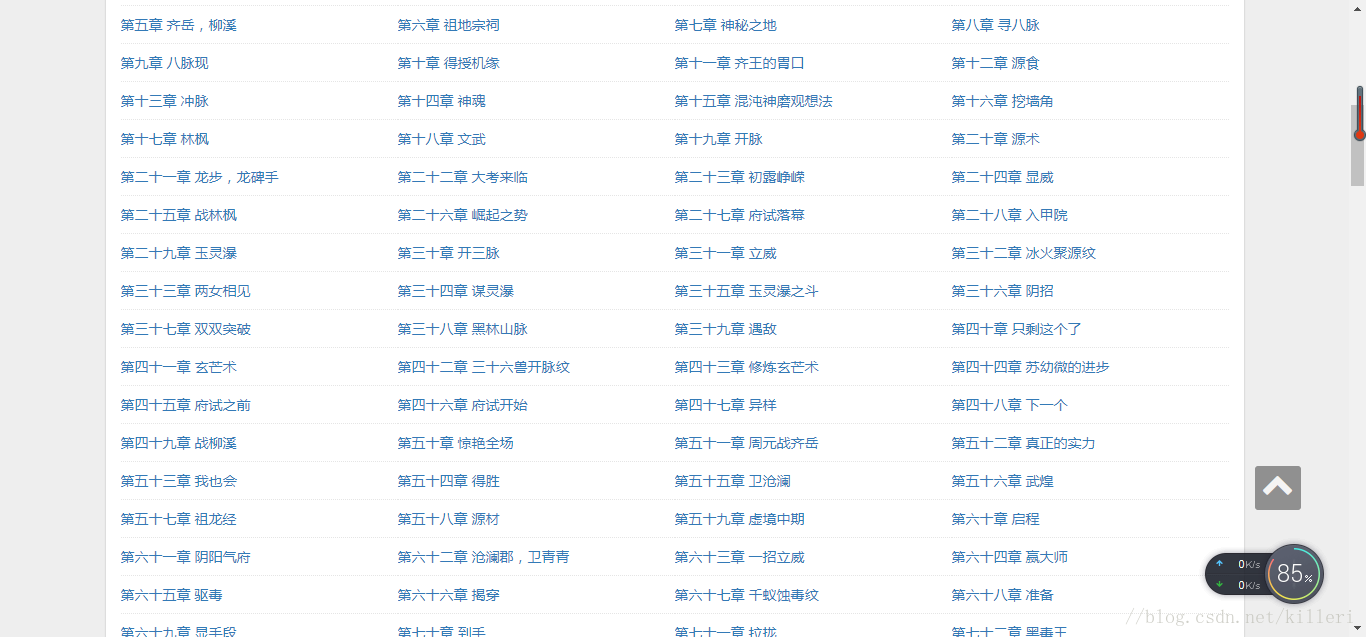 第五章 齐岳，柳溪 第六章 祖地宗祠 第七章 神秘之地 第八章 寻八脉
第九章 八脉现 第十章 得授机缘 第十一章 齐王的胃口 第十二章 源食
第十三章 冲脉 第十四章 神魂 第十五章 混沌神磨观想法 第十六章 挖墙角
第十七章 林枫 第十八章 文武 第十九章 开脉 第二十章 源术
第二十一章 龙步，龙碑手 第二十二章 大考来临 第二十三章 初露峥嵘 第二十四章 显威
第二十五章 战林枫 第二十六章 崛起之势 第二十七章 府试落幕 第二十八章 入甲院
第二十九章 玉灵瀑 第三十章 开三脉 第三十一章 立威 第三十二章 冰火聚源纹
第三十三章 两女相见 第三十四章 谋灵瀑 第三十五章 玉灵瀑之斗 第三十六章 阴招
第三十七章 双双突破 第三十八章 黑林山脉 第三十九章 遇敌 第四十章 只剩这个了
第四十一章 玄芒术 第四十二章 三十六兽开脉纹 第四十三章 修炼玄芒术 第四十四章 苏幼微的进步
第四十五章 府试之前 第四十六章 府试开始 第四十七章 异样 第四十八章 下一个
第四十九章 战柳溪 第五十章 惊艳全场 第五十一章 周元战齐岳 第五十二章 真正的实力
第五十三章 我也会 第五十四章 得胜 第五十五章 卫沧澜 第五十六章 武煌
第五十七章 祖龙经 第五十八章 源材 第五十九章 虚境中期 第六十章 启程
第六十一章 阴阳气府 第六十二章 沧澜郡，卫青青 第六十三章 一招立威 第六十四章 嬴大师
第六十五章 驱毒 第六十六章 揭穿 第六十七章 千蚁蚀毒纹 第六十八章 准备
第六十九章 显手段 第七十章 到手 第七十一章 拉拢 第七十二章 黑毒王
0K/s
0K/s
85%
//blog.csdn.net/killeri